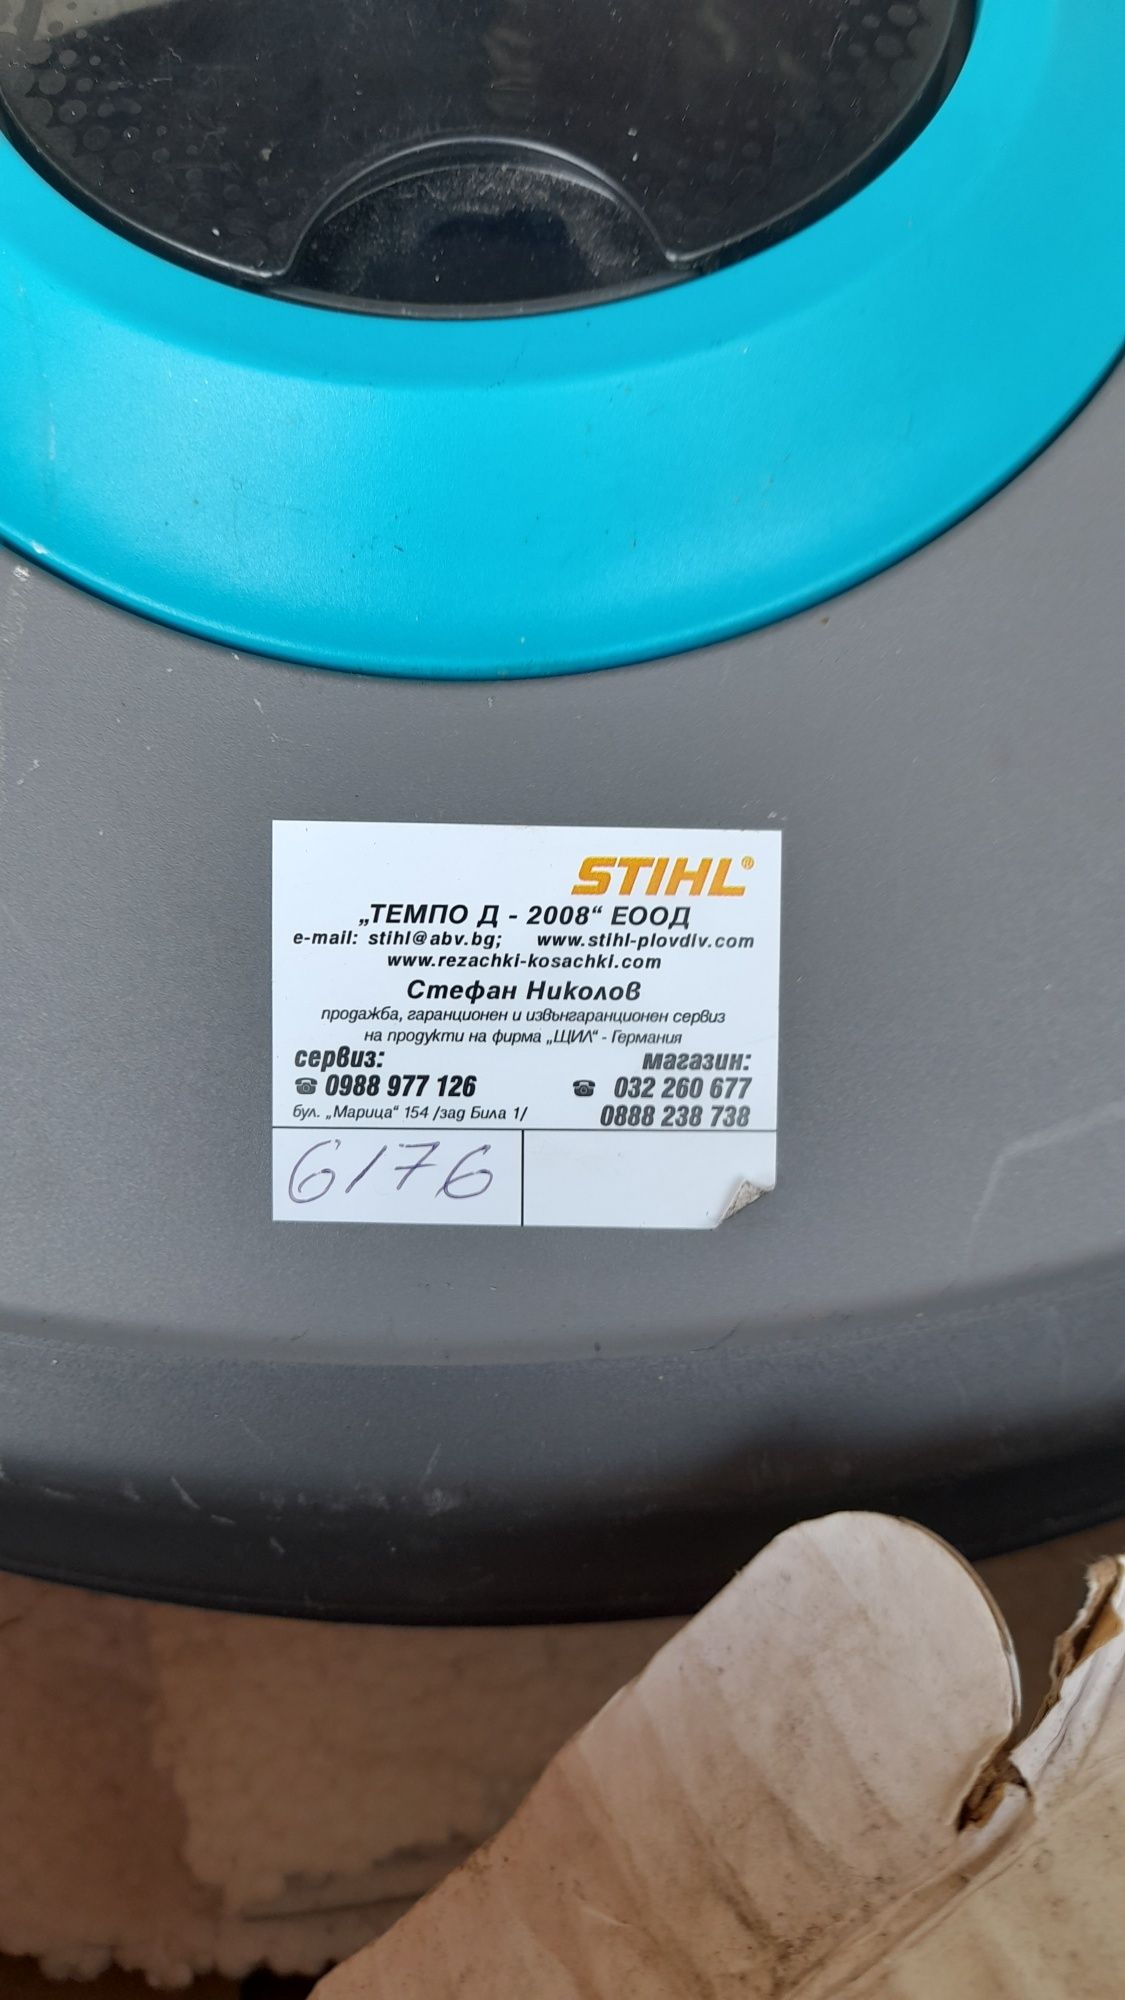 STIHL®
„ТЕМПО Д - 2008“ ЕООД
e-mail: stihl@abv.bg; www.stihl-plovdiv.com
www.rezachki-kosachki.com
Стефан Николов
продажба, гаранционен и извънгаранционен сервиз
на продукти на фирма „ЩИЛ“ - Германия
сервиз: магазин:
☎ 0988 977 126 ☎ 032 260 677
бул. „Марица“ 154 /зад Била 1/ 0888 238 738
6176